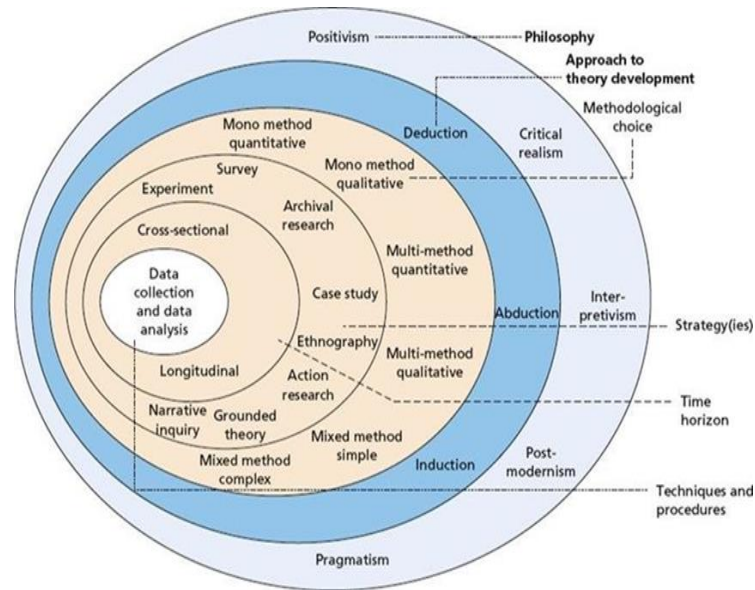 Positivism
Philosophy
Approach to
theory development
Methodological
choice
Mono method
quantitative
Deduction
Critical
realism
Mono method
qualitative
Survey
Experiment
Archival
research
Cross-sectional
Multi-method
quantitative
Data
collection
and data
analysis
Case study
Inter-
pretivism
Abduction
Strategy(ies)
Ethnography
Multi-method
qualitative
Longitudinal
Action
research
Time
horizon
Narrative
inquiry
Grounded
theory
Mixed method
simple
Mixed method
complex
Induction
Post-
modernism
Techniques and
procedures
Pragmatism